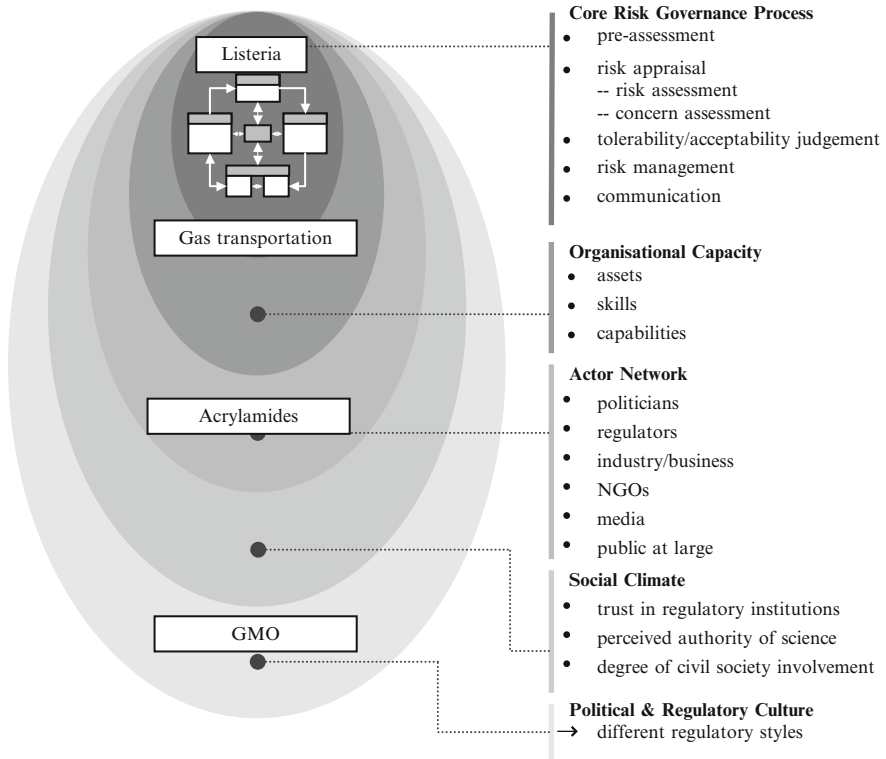 Listeria
Gas transportation
Acrylamides
GMO
Core Risk Governance Process
• pre-assessment
• risk appraisal
-- risk assessment
-- concern assessment
• tolerability/acceptability judgement
• risk management
• communication
Organisational Capacity
• assets
• skills
• capabilities
Actor Network
• politicians
• regulators
• industry/business
• NGOs
• media
• public at large
Social Climate
• trust in regulatory institutions
• perceived authority of science
• degree of civil society involvement
Political & Regulatory Culture
→ different regulatory styles